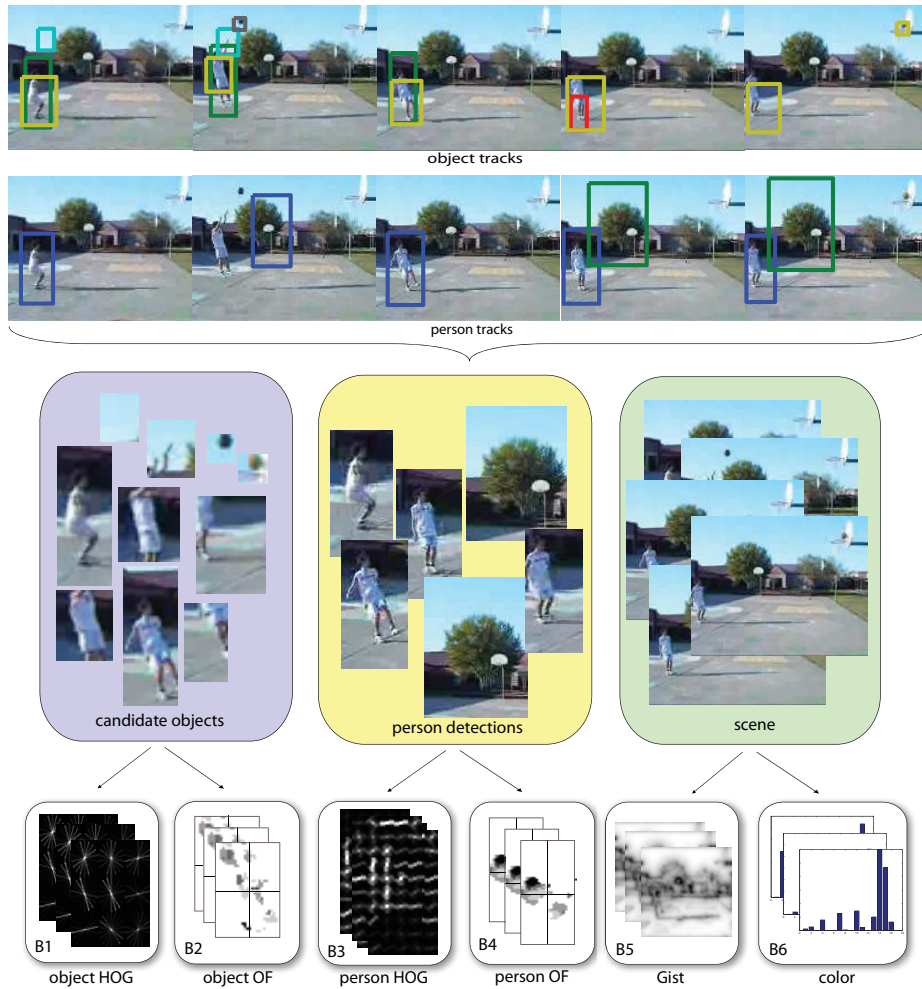 object tracks
person tracks
candidate objects
person detections
scene
B1
B2
B3
B4
B5
B6
object HOG
object OF
person HOG
person OF
Gist
color